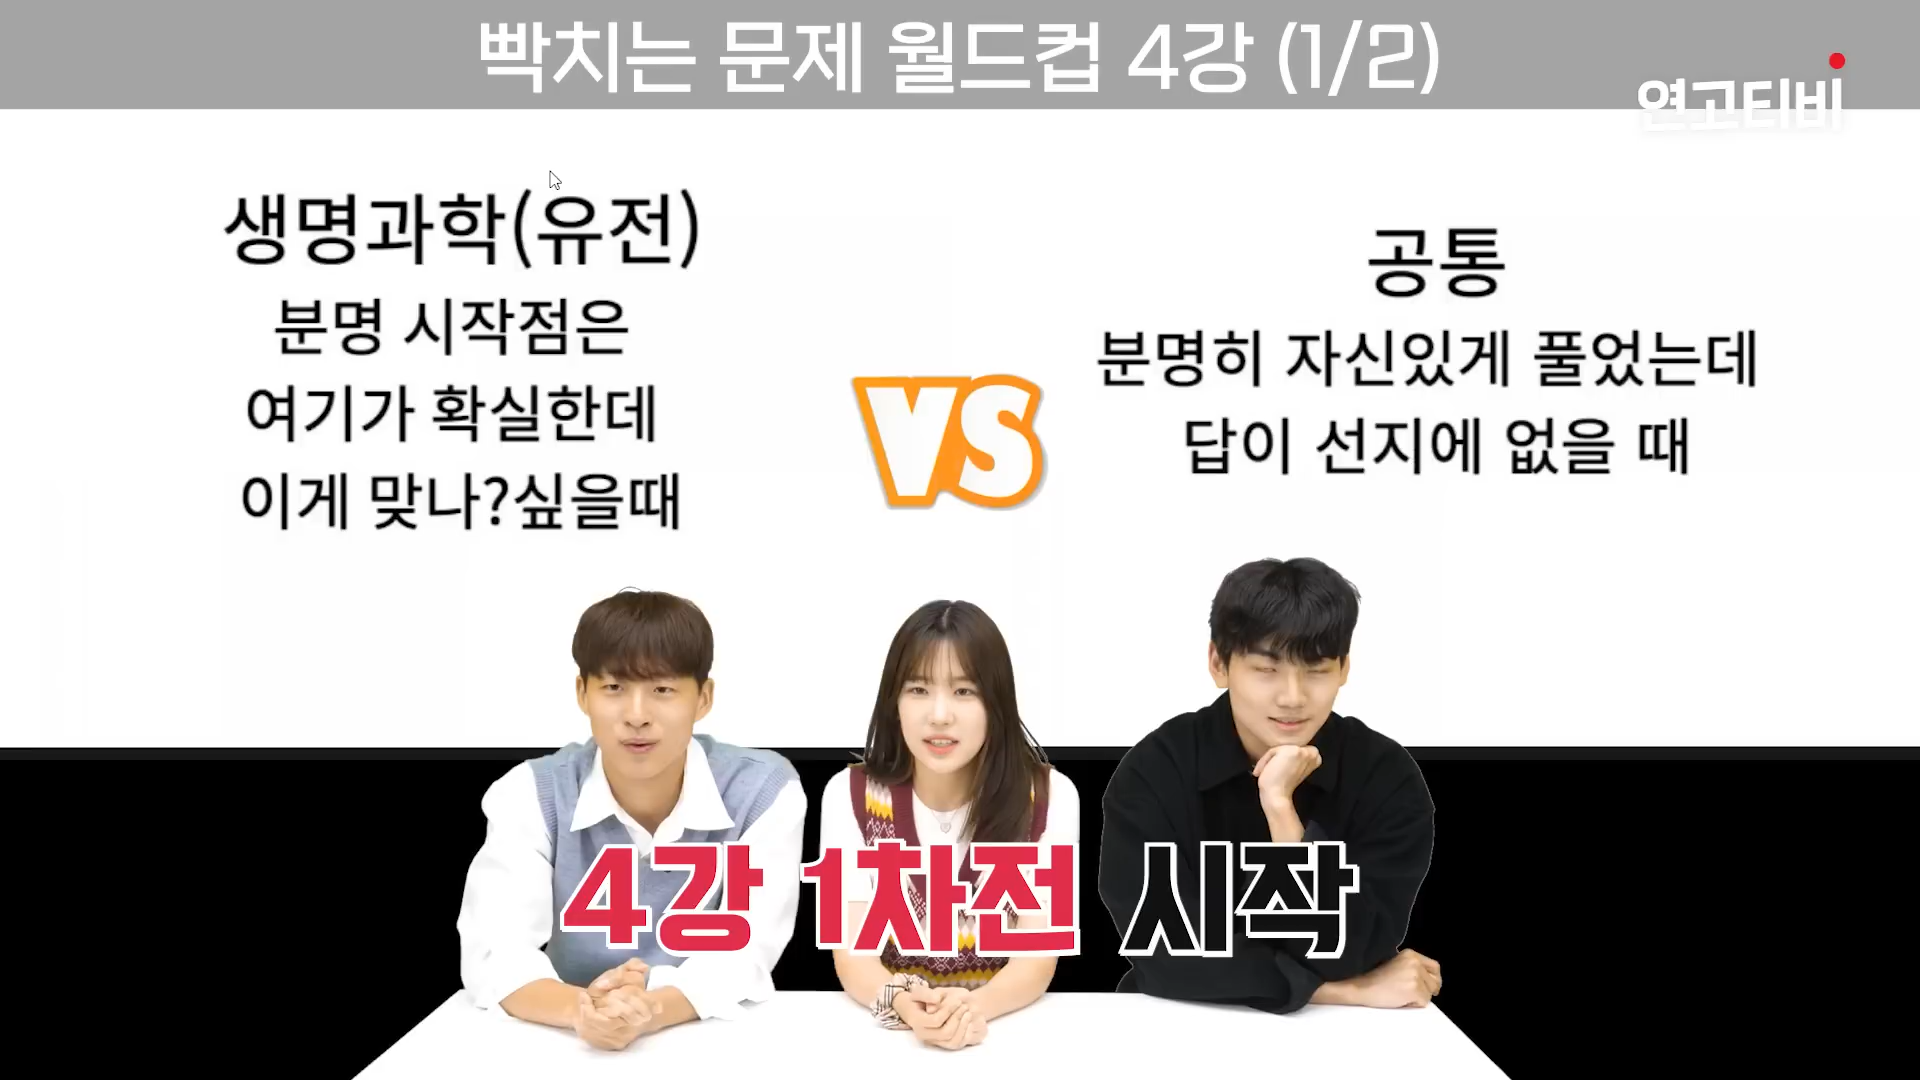 빡치는 문제 월드컵 4강 (1/2)
연고티비
생명과학(유전)
분명 시작점은
여기가 확실한데
이게 맞나?싶을때
VS
공통
분명히 자신있게 풀었는데
답이 선지에 없을 때
4강 1차전 시작